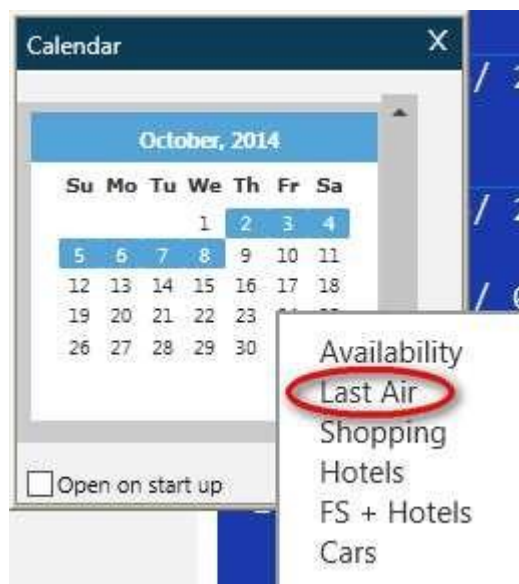 Calendar X
October, 2014
Su Mo Tu We Th Fr Sa
1 2 3 4
5 6 7 8 9 10 11
12 13 14 15 16 17 18
19 20 21 22 23
26 27 28 29 30
Open on start up
Availability
Last Air
Shopping
Hotels
FS + Hotels
Cars
/
/
/